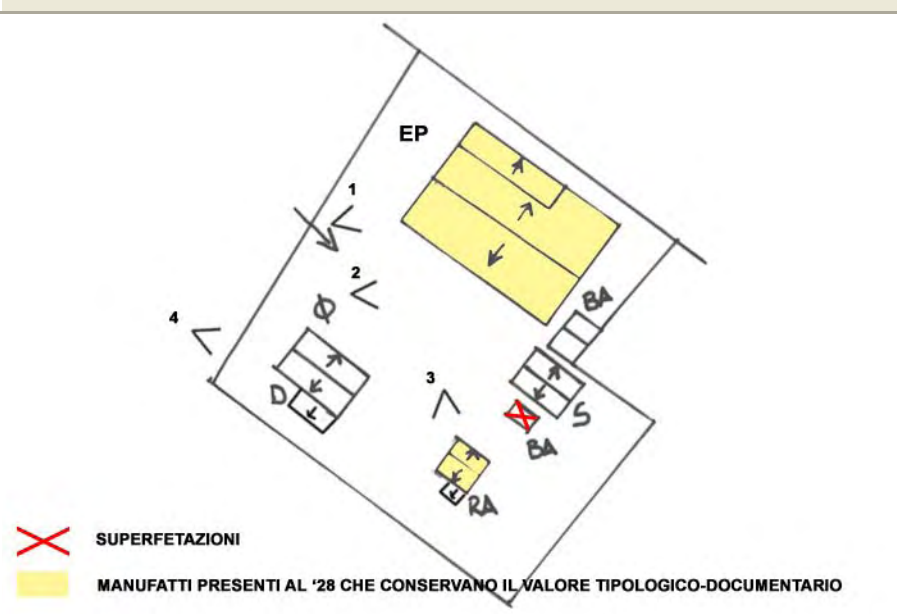 EP
1
2
Ø
BA
4
D
3
S
BA
RA
SUPERFETAZIONI
MANUFATTI PRESENTI AL '28 CHE CONSERVANO IL VALORE TIPOLOGICO-DOCUMENTARIO